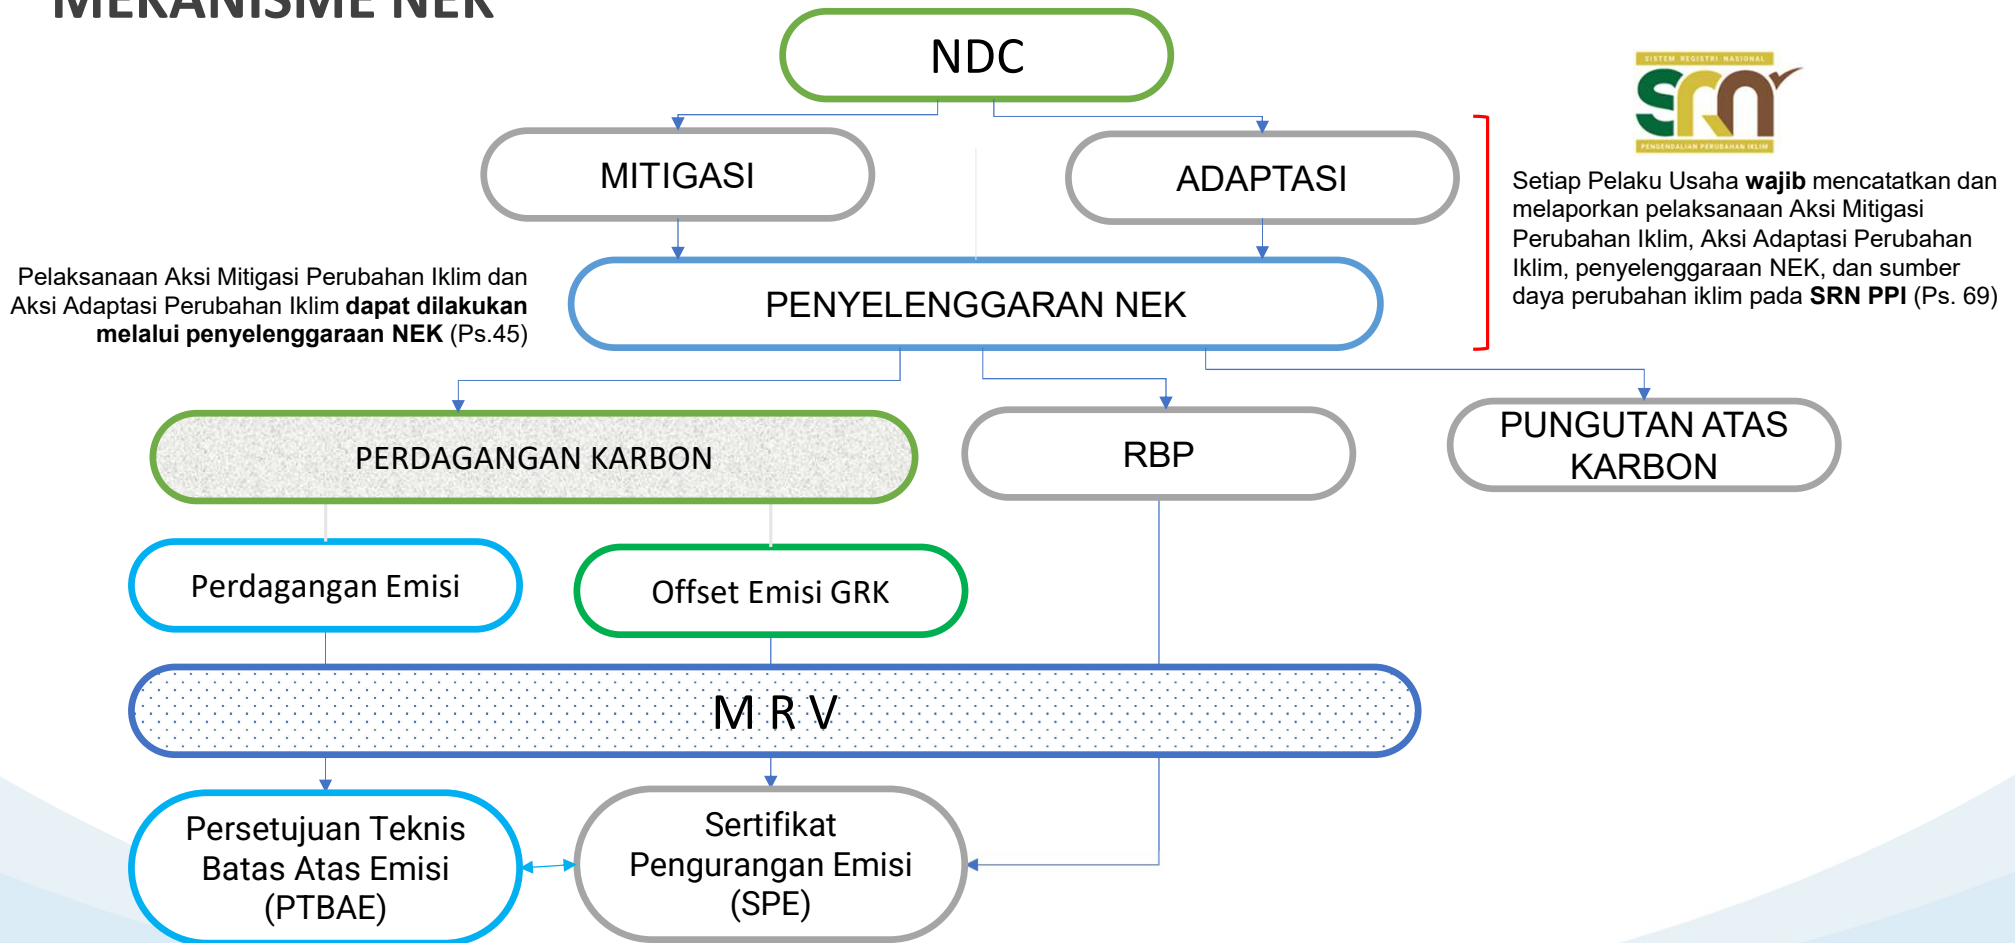 MEKANISME NEK
NDC
SISTEM REGISTRI NASIONAL
srn
PENGENDALIAN PERUBAHAN IKLIM
MITIGASI
ADAPTASI
Setiap Pelaku Usaha wajib mencatatkan dan
melaporkan pelaksanaan Aksi Mitigasi
Perubahan Iklim, Aksi Adaptasi Perubahan
Iklim, penyelenggaraan NEK, dan sumber
daya perubahan iklim pada SRN PPI (Ps. 69)
Pelaksanaan Aksi Mitigasi Perubahan Iklim dan
Aksi Adaptasi Perubahan Iklim dapat dilakukan
melalui penyelenggaraan NEK (Ps.45)
PENYELENGGARAN NEK
PERDAGANGAN KARBON
RBP
PUNGUTAN ATAS
KARBON
Perdagangan Emisi
Offset Emisi GRK
M R V
Persetujuan Teknis
Batas Atas Emisi
(PTBAE)
Sertifikat
Pengurangan Emisi
(SPE)